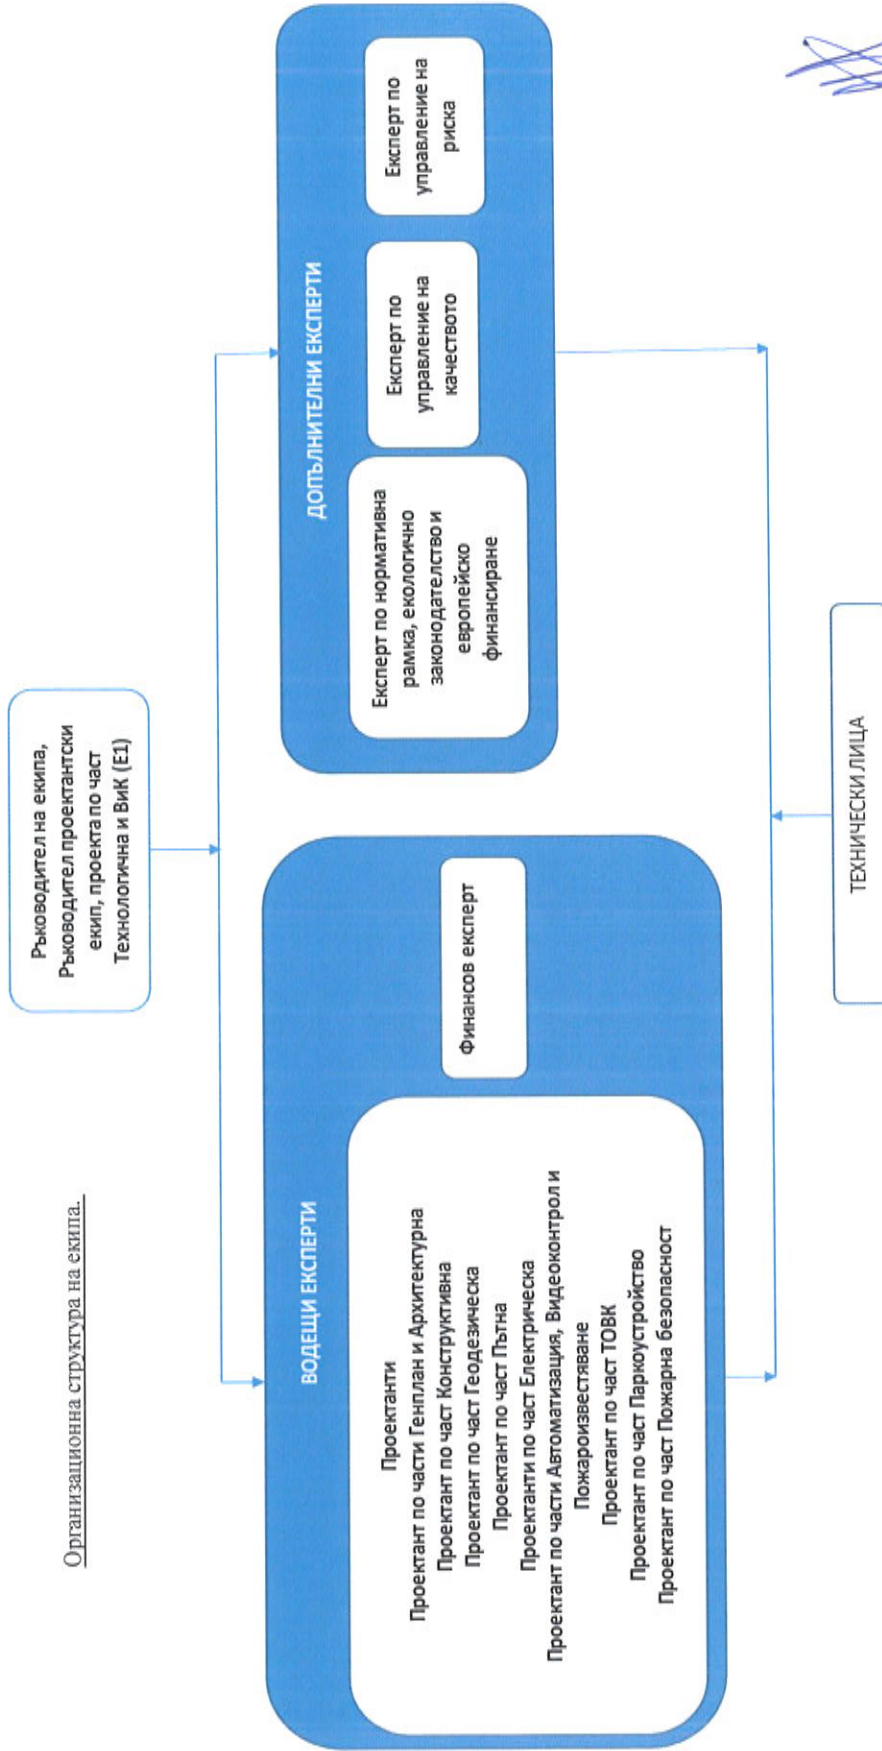 Организационна структура на екипа.
Ръководител на екипа,
Ръководител проектантски
екип, проекта по част
Технологична и ВиК (Е1)
ВОДЕЩИ ЕКСПЕРТИ
Проектанти
Проектант по части Генплан и Архитектурна
Проектант по част Конструктивна
Проектант по част Геодезическа
Проектант по част Пътна
Проектанти по част Електрическа
Проектант по части Автоматизация, Видеоконтрол и
Пожароизвестяване
Проектант по част ТОВК
Проектант по част Паркоустройство
Проектант по част Пожарна безопасност
Финансов експерт
ДОПЪЛНИТЕЛНИ ЕКСПЕРТИ
Експерт по нормативна
рамка, екологично
законодателство и
европейско
финансиране
Експерт по
управление на
качеството
Експерт по
управление на
риска
ТЕХНИЧЕСКИ ЛИЦА